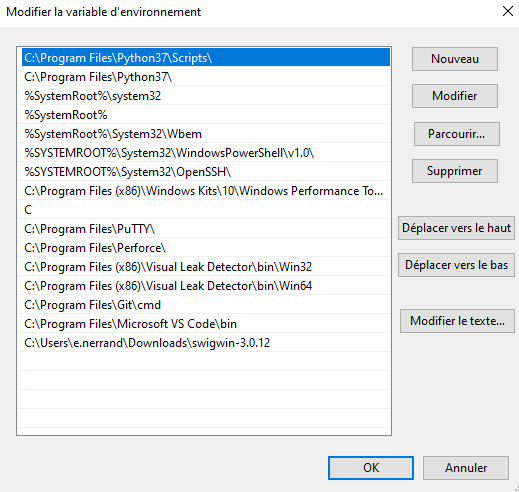 Modifier la variable d'environnement
C:\Program Files\Python37\Scripts\
C:\Program Files\Python37\
%SystemRoot%\system32
%SystemRoot%
%SystemRoot%\System32\Wbem
%SYSTEMROOT%\System32\WindowsPowerShell\v1.0\
%SYSTEMROOT%\System32\OpenSSH\
C:\Program Files (x86)\Windows Kits\10\Windows Performance To...
C
C:\Program Files\PuTTY\
C:\Program Files\Perforce\
C:\Program Files (x86)\Visual Leak Detector\bin\Win32
C:\Program Files (x86)\Visual Leak Detector\bin\Win64
C:\Program Files\Git\cmd
C:\Program Files\Microsoft VS Code\bin
C:\Users\e.nerrand\Downloads\swigwin-3.0.12
Nouveau
Modifier
Parcourir...
Supprimer
Déplacer vers le haut
Déplacer vers le bas
Modifier le texte...
OK
Annuler